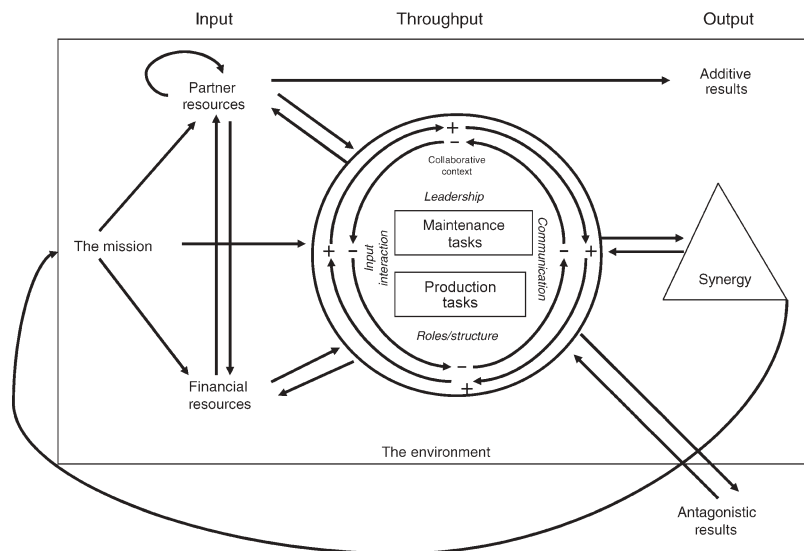 Input
Throughput
Output
Partner
resources
Additive
results
+
−
Collaborative
context
Leadership
Maintenance
tasks
The mission
+
−
Input
interaction
Communication
−
+
Synergy
Production
tasks
Roles/structure
−
+
Financial
resources
The environment
Antagonistic
results